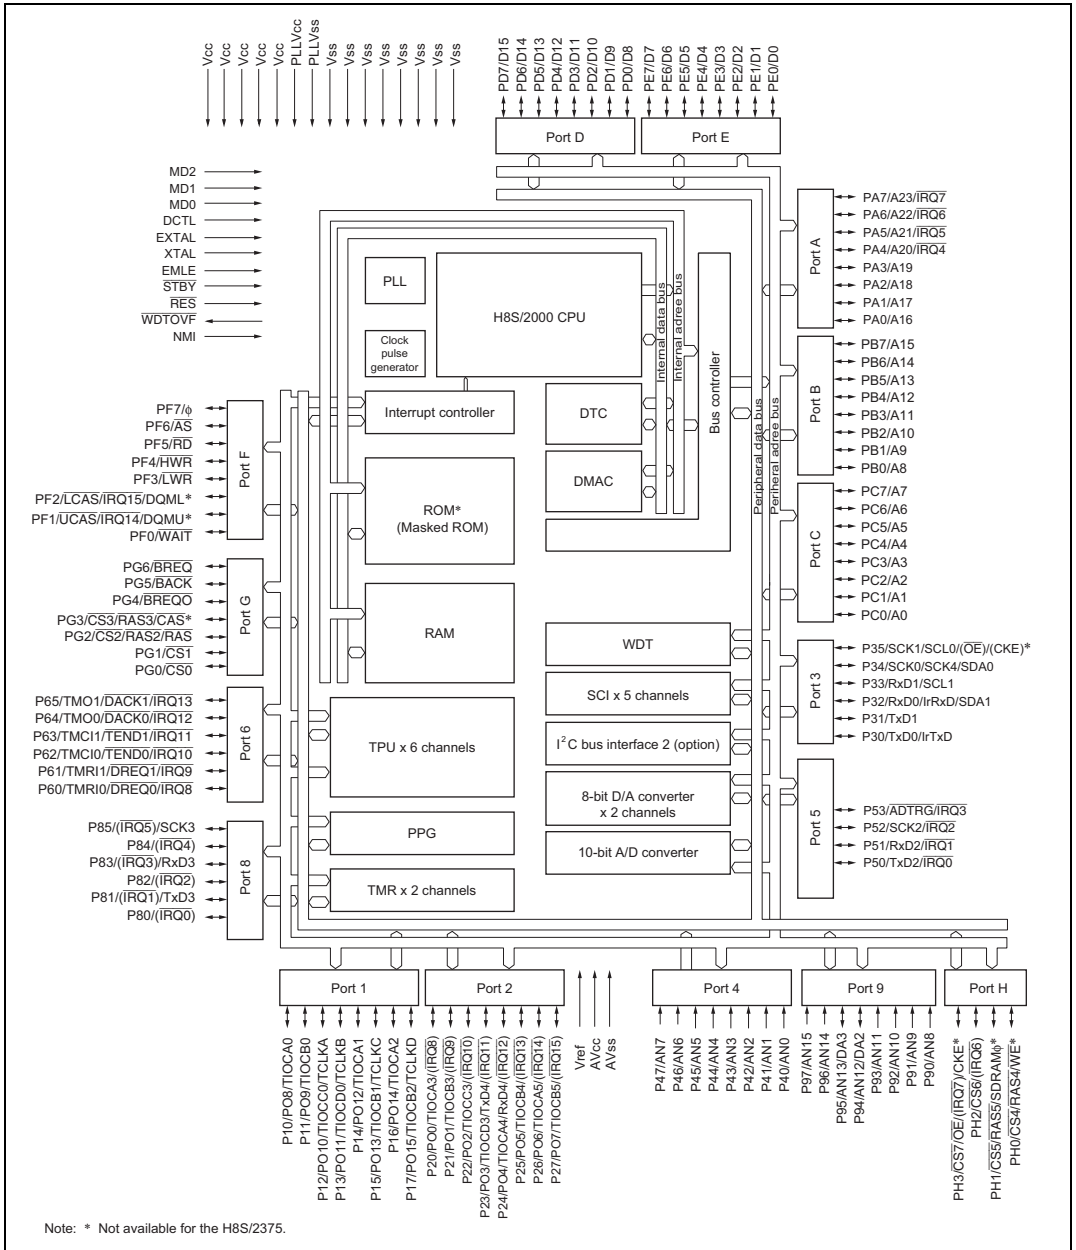 Vcc
Vcc
Vcc
Vcc
Vcc
PLLVcc
PLLVss
Vss
Vss
Vss
Vss
Vss
Vss
Vss
Vss
PD7/D15
PD6/D14
PD5/D13
PD4/D12
PD3/D11
PD2/D10
PD1/D9
PD0/D8
PE7/D7
PE6/D6
PE5/D5
PE4/D4
PE3/D3
PE2/D2
PE1/D1
PE0/D0
Port D
Port E
MD2
MD1
MD0
DCTL
EXTAL
XTAL
EMLE
STBY
RES
WDTOVF
NMI
PLL
Clock
pulse
generator
H8S/2000 CPU
Interrupt controller
DTC
DMAC
ROM*
(Masked ROM)
RAM
TPU x 6 channels
PPG
TMR x 2 channels
WDT
SCI x 5 channels
I2C bus interface 2 (option)
8-bit D/A converter
x 2 channels
10-bit A/D converter
Internal data bus
Internal adree bus
Bus controller
Peripheral data bus
Periheral adree bus
Port A
PA7/A23/IRQ7
PA6/A22/IRQ6
PA5/A21/IRQ5
PA4/A20/IRQ4
PA3/A19
PA2/A18
PA1/A17
PA0/A16
Port B
PB7/A15
PB6/A14
PB5/A13
PB4/A12
PB3/A11
PB2/A10
PB1/A9
PB0/A8
Port C
PC7/A7
PC6/A6
PC5/A5
PC4/A4
PC3/A3
PC2/A2
PC1/A1
PC0/A0
Port 3
P35/SCK1/SCL0/(OE)/(CKE)*
P34/SCK0/SCK4/SDA0
P33/RxD1/SCL1
P32/RxD0/IrRxD/SDA1
P31/TxD1
P30/TxD0/IrTxD
Port 5
P53/ADTRG/IRQ3
P52/SCK2/IRQ2
P51/RxD2/IRQ1
P50/TxD2/IRQ0
PF7/ϕ
PF6/AS
PF5/RD
PF4/HWR
PF3/LWR
PF2/LCAS/IRQ15/DQML*
PF1/UCAS/IRQ14/DQMU*
PF0/WAIT
Port F
PG6/BREQ
PG5/BACK
PG4/BREQO
PG3/CS3/RAS3/CAS*
PG2/CS2/RAS2/RAS
PG1/CS1
PG0/CS0
Port G
P65/TMO1/DACK1/IRQ13
P64/TMO0/DACK0/IRQ12
P63/TMCI1/TEND1/IRQ11
P62/TMCI0/TEND0/IRQ10
P61/TMRI1/DREQ1/IRQ9
P60/TMRI0/DREQ0/IRQ8
Port 6
P85/(IRQ5)/SCK3
P84/(IRQ4)
P83/(IRQ3)/RxD3
P82/(IRQ2)
P81/(IRQ1)/TxD3
P80/(IRQ0)
Port 8
Port 1
Port 2
Port 4
Port 9
Port H
P10/PO8/TIOCA0
P11/PO9/TIOCB0
P12/PO10/TIOCC0/TCLKA
P13/PO11/TIOCD0/TCLKB
P14/PO12/TIOCA1
P15/PO13/TIOCB1/TCLKC
P16/PO14/TIOCA2
P17/PO15/TIOCB2/TCLKD
P20/PO0/TIOCA3/(IRQ8)
P21/PO1/TIOCB3/(IRQ9)
P22/PO2/TIOCC3/(IRQ10)
P23/PO3/TIOCD3/TxD4/(IRQ11)
P24/PO4/TIOCA4/RxD4/(IRQ12)
P25/PO5/TIOCB4/(IRQ13)
P26/PO6/TIOCA5/(IRQ14)
P27/PO7/TIOCB5/(IRQ15)
Vref
AVcc
AVss
P47/AN7
P46/AN6
P45/AN5
P44/AN4
P43/AN3
P42/AN2
P41/AN1
P40/AN0
P97/AN15
P96/AN14
P95/AN13/DA3
P94/AN12/DA2
P93/AN11
P92/AN10
P91/AN9
P90/AN8
PH3/CS7/OE/(IRQ7)/CKE*
PH2/CS6/(IRQ6)
PH1/CS5/RAS5/SDRAMϕ*
PH0/CS4/RAS4/WE*
Note: * Not available for the H8S/2375.